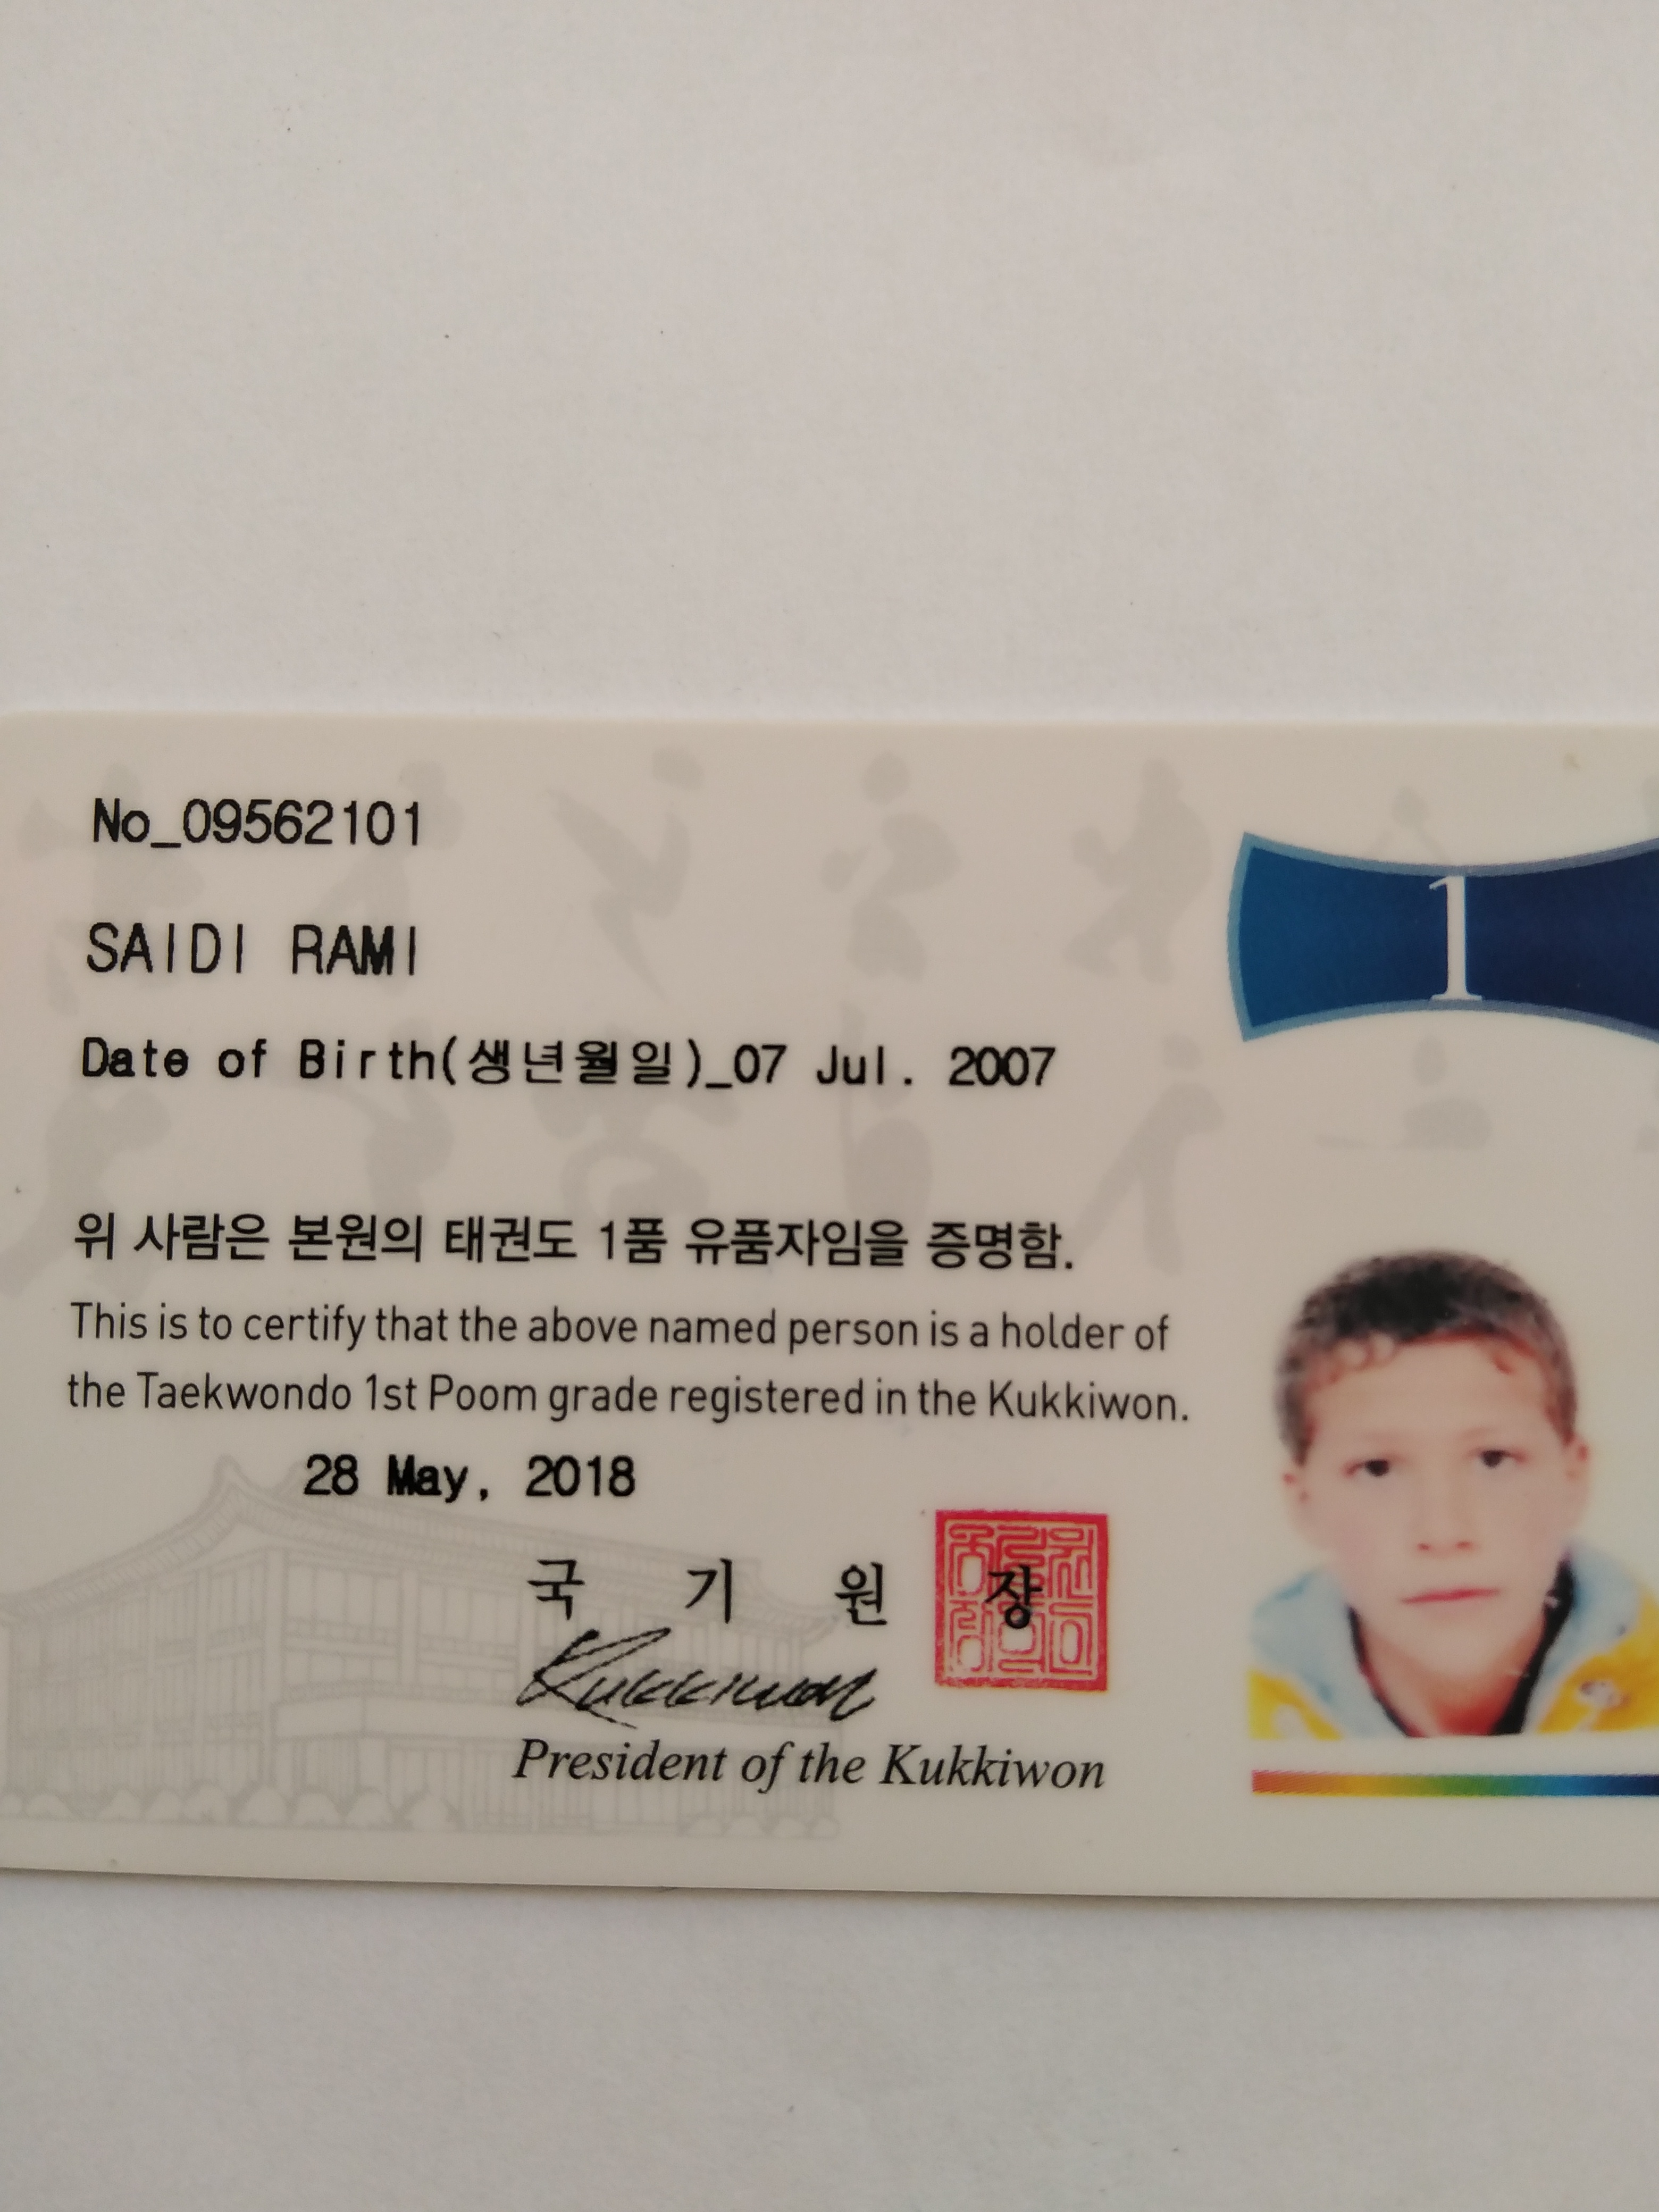 No_09562101
1
SAIDI RAMI
Date of Birth(생년월일)_07 Jul. 2007
위 사람은 본원의 태권도 1품 유품자임을 증명함.
This is to certify that the above named person is a holder of
the Taekwondo 1st Poom grade registered in the Kukkiwon.
28 May, 2018
국 기 원 장
Kukkiwon
President of the Kukkiwon